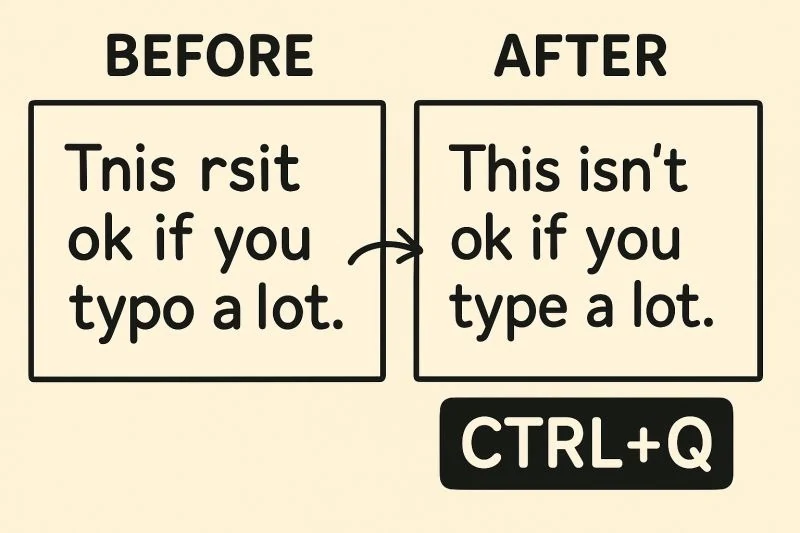 BEFORE
Tnis rsit
ok if you
typo a lot.
AFTER
This isn't
ok if you
type a lot.
CTRL+Q